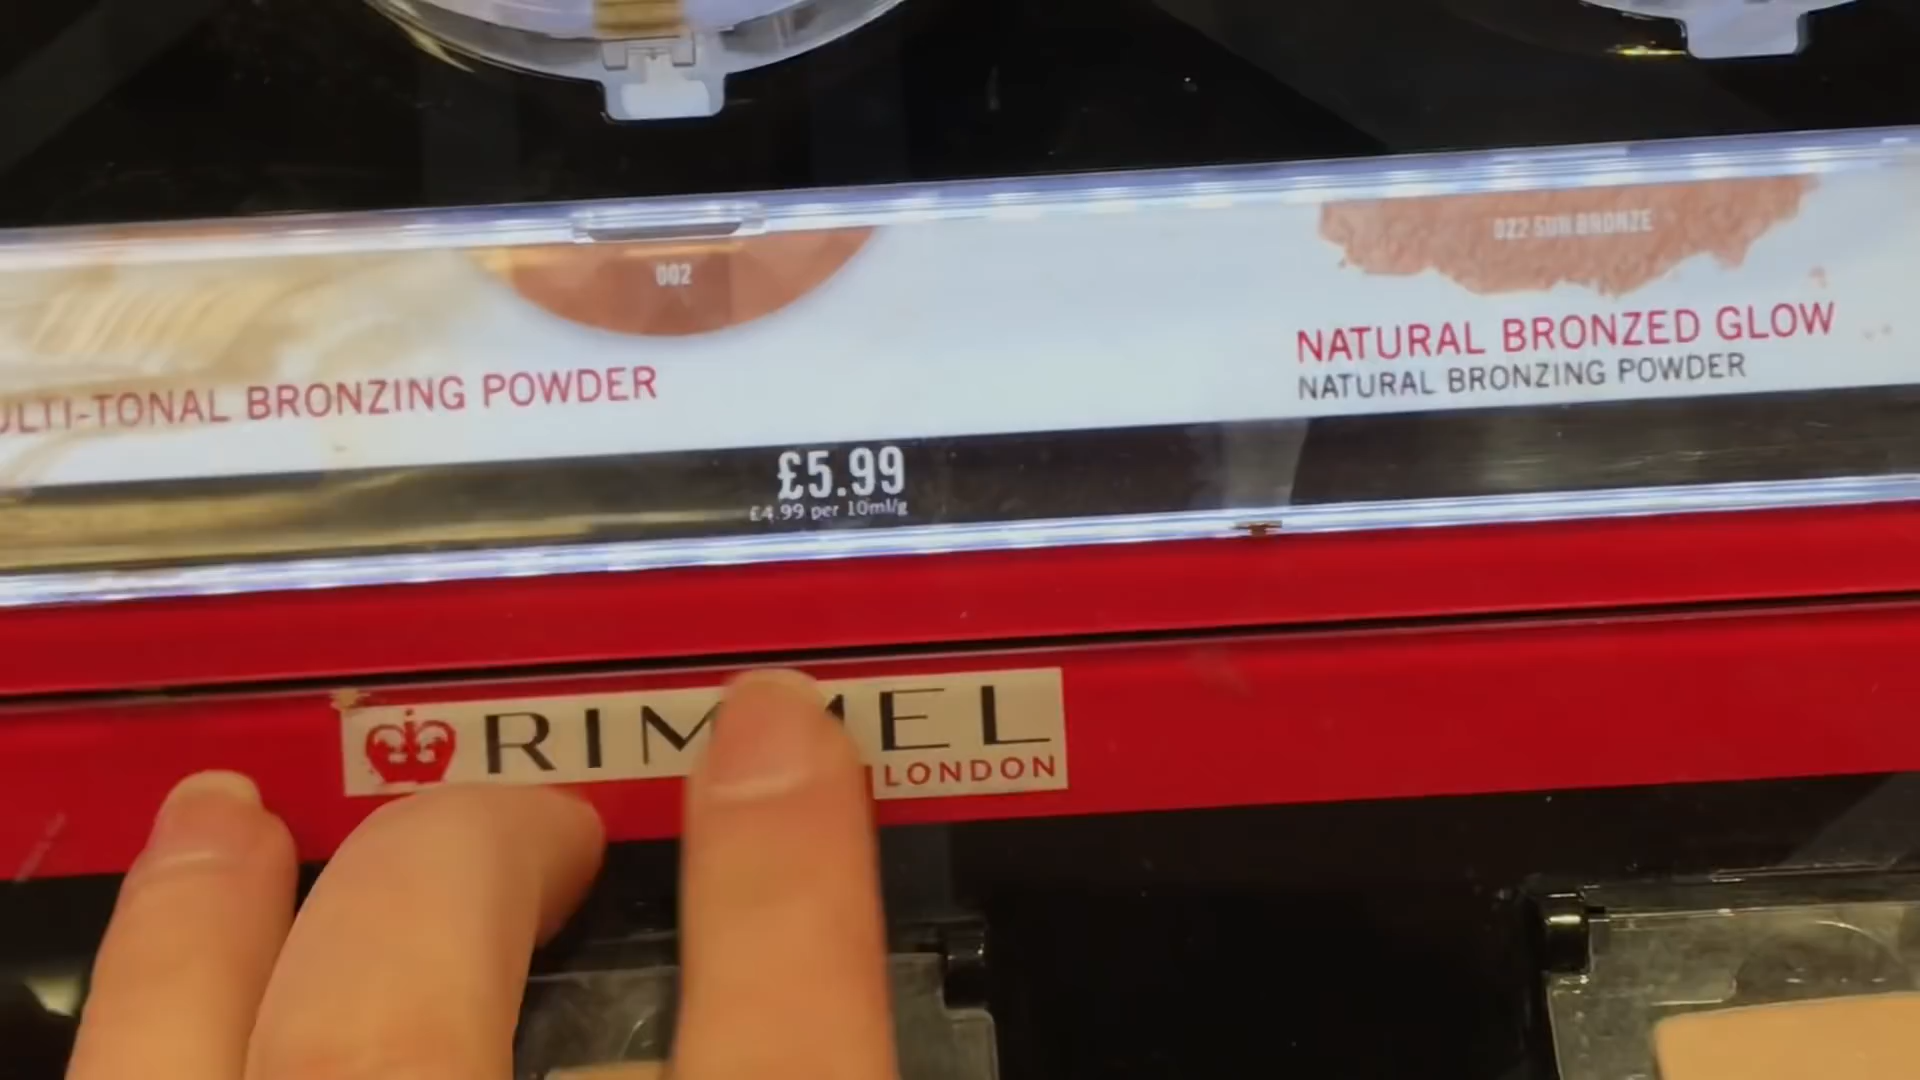 002
022 SUN BRONZE
NATURAL BRONZED GLOW
NATURAL BRONZING POWDER
ULTI-TONAL BRONZING POWDER
£5.99
£4.99 per 10ml/g
RIMMEL
LONDON